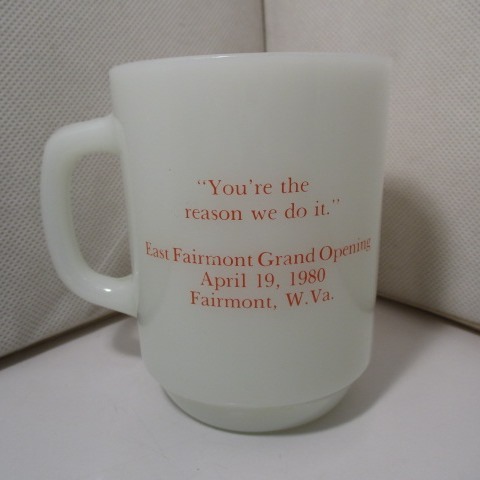 "You're the
reason we do it."
East Fairmont Grand Opening
April 19, 1980
Fairmont, W.Va.